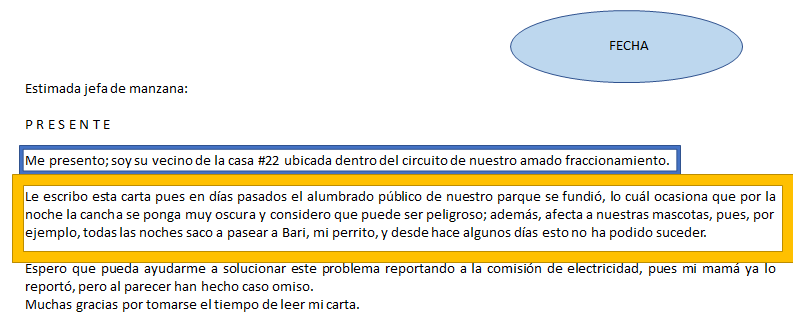 FECHA
Estimada jefa de manzana:
P R E S E N T E
Me presento; soy su vecino de la casa #22 ubicada dentro del circuito de nuestro amado fraccionamiento.
Le escribo esta carta pues en días pasados el alumbrado público de nuestro parque se fundió, lo cuál ocasiona que por la
noche la cancha se ponga muy oscura y considero que puede ser peligroso; además, afecta a nuestras mascotas, pues, por
ejemplo, todas las noches saco a pasear a Bari, mi perrito, y desde hace algunos días esto no ha podido suceder.
Espero que pueda ayudarme a solucionar este problema reportando a la comisión de electricidad, pues mi mamá ya lo
reportó, pero al parecer han hecho caso omiso.
Muchas gracias por tomarse el tiempo de leer mi carta.